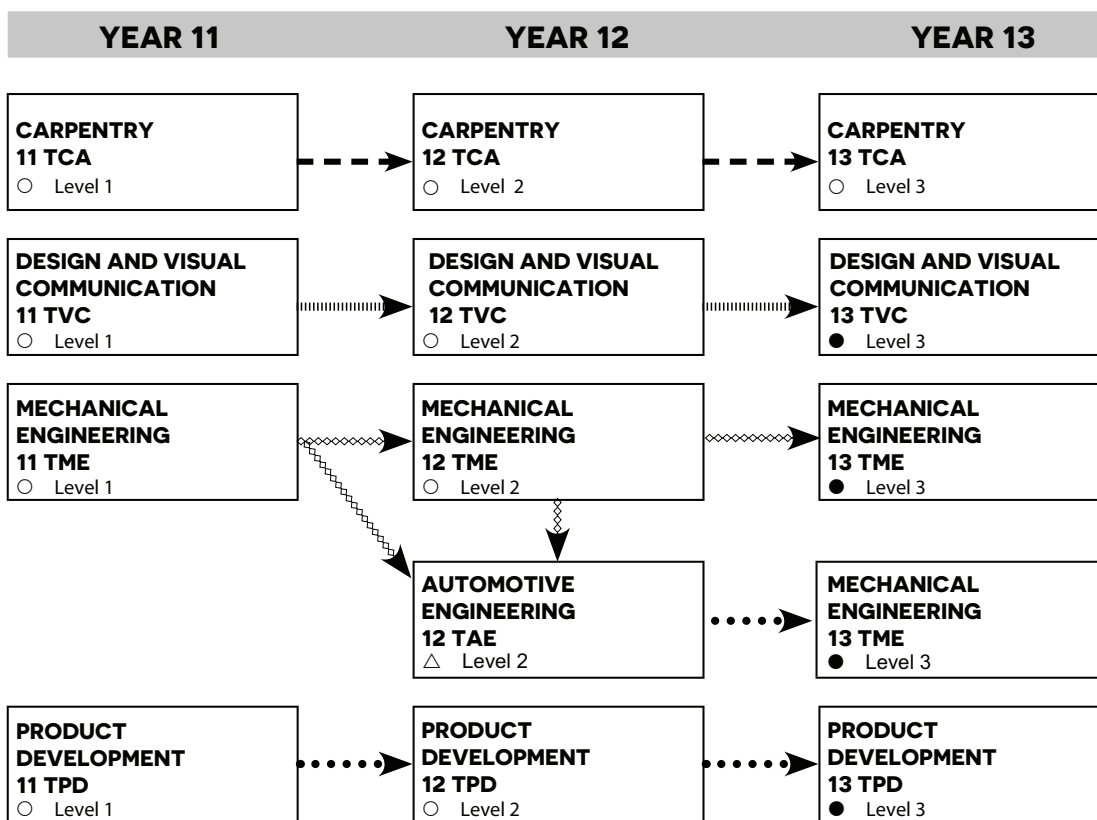 YEAR 11 YEAR 12 YEAR 13
CARPENTRY
11 TCA
○ Level 1
CARPENTRY
12 TCA
○ Level 2
CARPENTRY
13 TCA
○ Level 3
DESIGN AND VISUAL
COMMUNICATION
11 TVC
○ Level 1
DESIGN AND VISUAL
COMMUNICATION
12 TVC
○ Level 2
DESIGN AND VISUAL
COMMUNICATION
13 TVC
● Level 3
MECHANICAL
ENGINEERING
11 TME
○ Level 1
MECHANICAL
ENGINEERING
12 TME
○ Level 2
MECHANICAL
ENGINEERING
13 TME
● Level 3
AUTOMOTIVE
ENGINEERING
12 TAE
△ Level 2
MECHANICAL
ENGINEERING
13 TME
● Level 3
PRODUCT
DEVELOPMENT
11 TPD
○ Level 1
PRODUCT
DEVELOPMENT
12 TPD
○ Level 2
PRODUCT
DEVELOPMENT
13 TPD
● Level 3